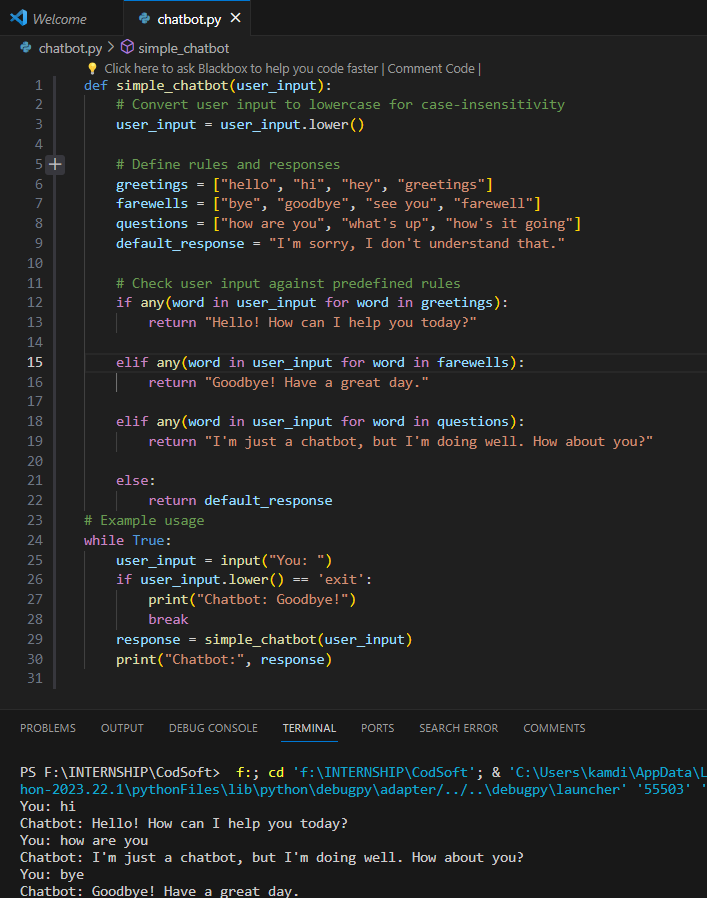 Welcome
chatbot.py
chatbot.py > simple_chatbot
Click here to ask Blackbox to help you code faster | Comment Code |
1 def simple_chatbot(user_input):
2     # Convert user input to lowercase for case-insensitivity
3     user_input = user_input.lower()
4
5     # Define rules and responses
6     greetings = ["hello", "hi", "hey", "greetings"]
7     farewells = ["bye", "goodbye", "see you", "farewell"]
8     questions = ["how are you", "what's up", "how's it going"]
9     default_response = "I'm sorry, I don't understand that."
10
11     # Check user input against predefined rules
12     if any(word in user_input for word in greetings):
13         return "Hello! How can I help you today?"
14
15     elif any(word in user_input for word in farewells):
16         return "Goodbye! Have a great day."
17
18     elif any(word in user_input for word in questions):
19         return "I'm just a chatbot, but I'm doing well. How about you?"
20
21     else:
22         return default_response
23 # Example usage
24 while True:
25     user_input = input("You: ")
26     if user_input.lower() == 'exit':
27         print("Chatbot: Goodbye!")
28         break
29     response = simple_chatbot(user_input)
30     print("Chatbot:", response)
31
PROBLEMS OUTPUT DEBUG CONSOLE TERMINAL PORTS SEARCH ERROR COMMENTS
PS F:\INTERNSHIP\CodSoft>  f:; cd 'f:\INTERNSHIP\CodSoft'; & 'C:\Users\kamdi\AppData\L
hon-2023.22.1\pythonFiles\lib\python\debugpy\adapter/../..\debugpy\launcher' '55503' '
You: hi
Chatbot: Hello! How can I help you today?
You: how are you
Chatbot: I'm just a chatbot, but I'm doing well. How about you?
You: bye
Chatbot: Goodbye! Have a great day.